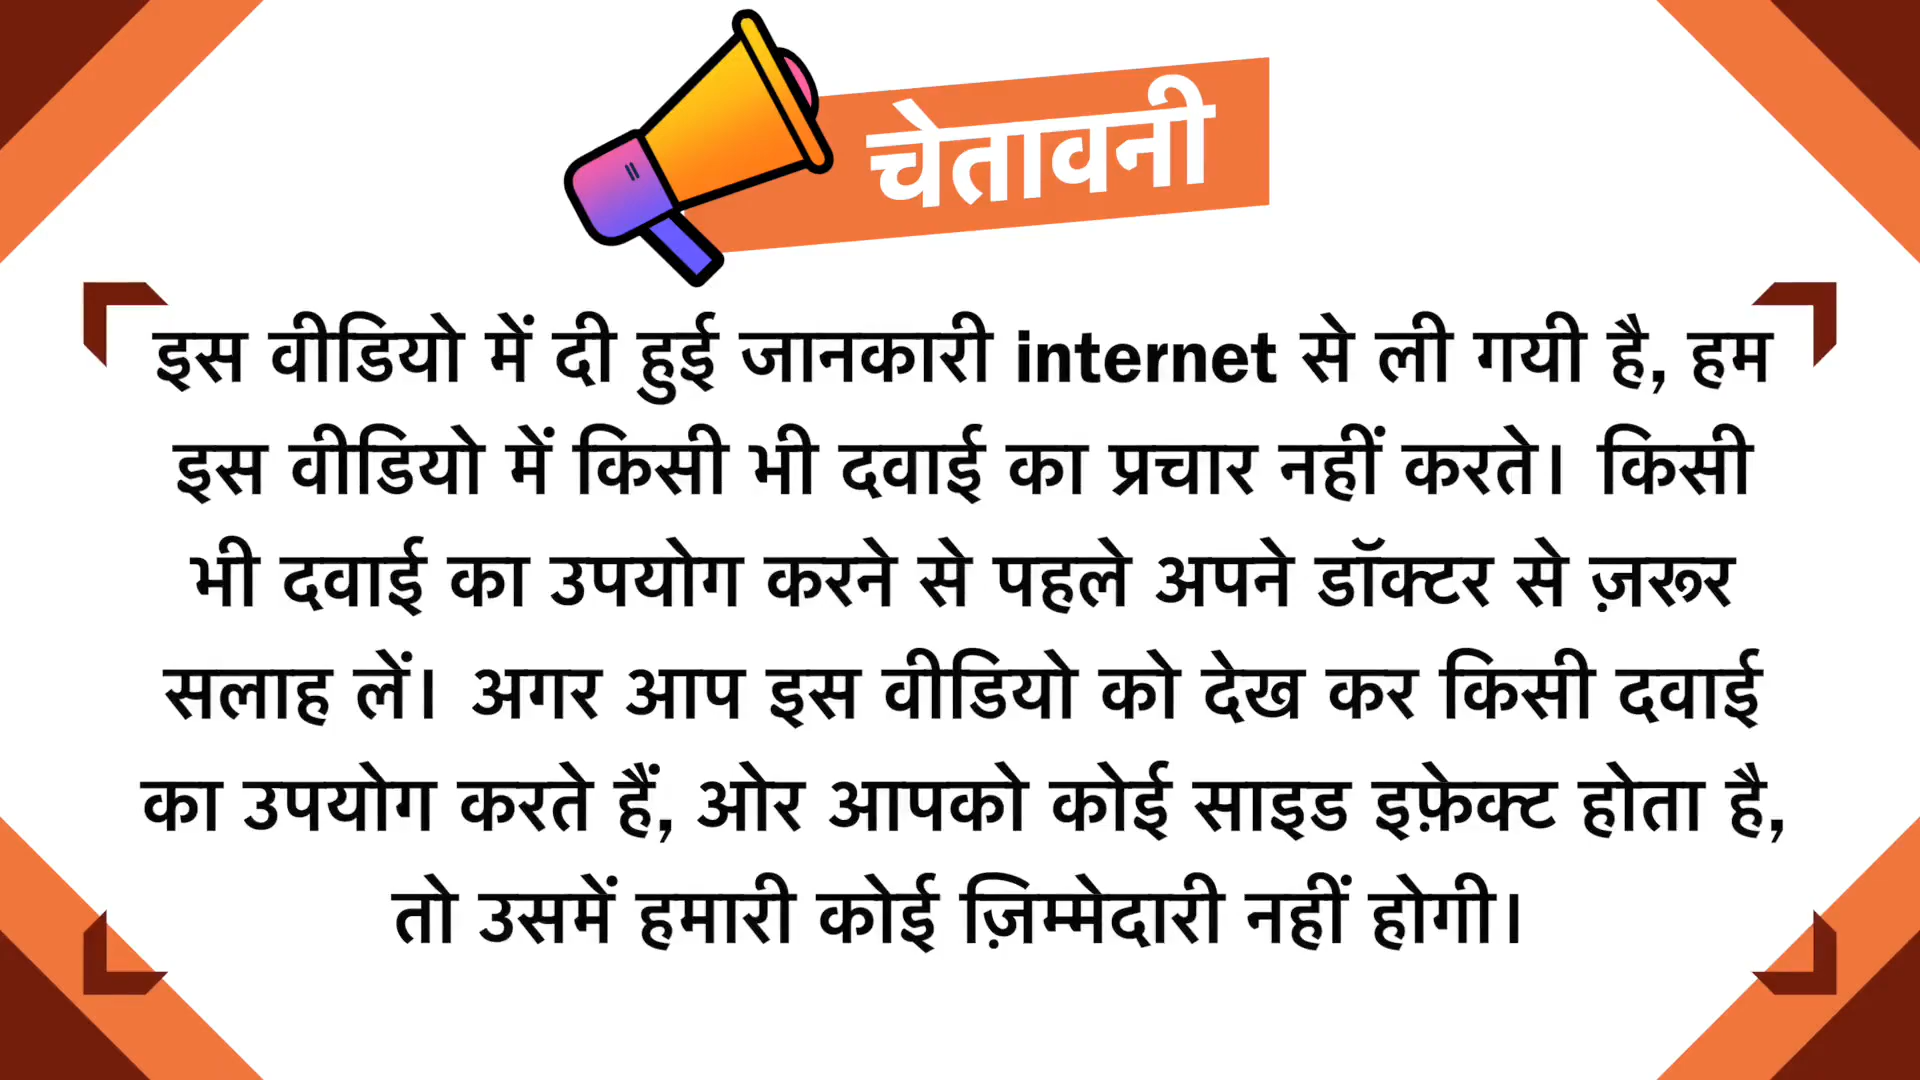 चेतावनी
इस वीडियो में दी हुई जानकारी internet से ली गयी है, हम
इस वीडियो में किसी भी दवाई का प्रचार नहीं करते। किसी
भी दवाई का उपयोग करने से पहले अपने डॉक्टर से ज़रूर
सलाह लें। अगर आप इस वीडियो को देख कर किसी दवाई
का उपयोग करते हैं, ओर आपको कोई साइड इफ़ेक्ट होता है,
तो उसमें हमारी कोई ज़िम्मेदारी नहीं होगी।